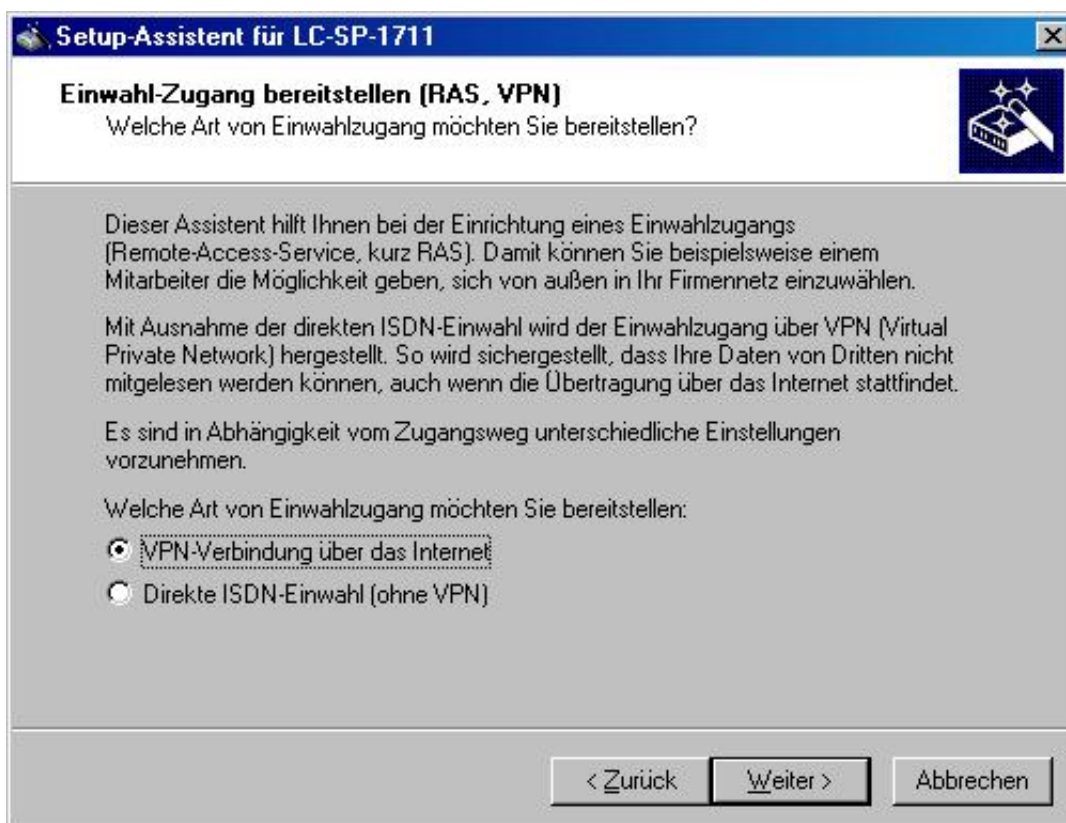 Setup-Assistent für LC-SP-1711
Einwahl-Zugang bereitstellen (RAS, VPN)
Welche Art von Einwahlzugang möchten Sie bereitstellen?
Dieser Assistent hilft Ihnen bei der Einrichtung eines Einwahlzugangs
(Remote-Access-Service, kurz RAS). Damit können Sie beispielsweise einem
Mitarbeiter die Möglichkeit geben, sich von außen in Ihr Firmennetz einzuwählen.
Mit Ausnahme der direkten ISDN-Einwahl wird der Einwahlzugang über VPN (Virtual
Private Network) hergestellt. So wird sichergestellt, dass Ihre Daten von Dritten nicht
mitgelesen werden können, auch wenn die Übertragung über das Internet stattfindet.
Es sind in Abhängigkeit vom Zugangsweg unterschiedliche Einstellungen
vorzunehmen.
Welche Art von Einwahlzugang möchten Sie bereitstellen:
VPN-Verbindung über das Internet
Direkte ISDN-Einwahl (ohne VPN)
< Zurück Weiter > Abbrechen